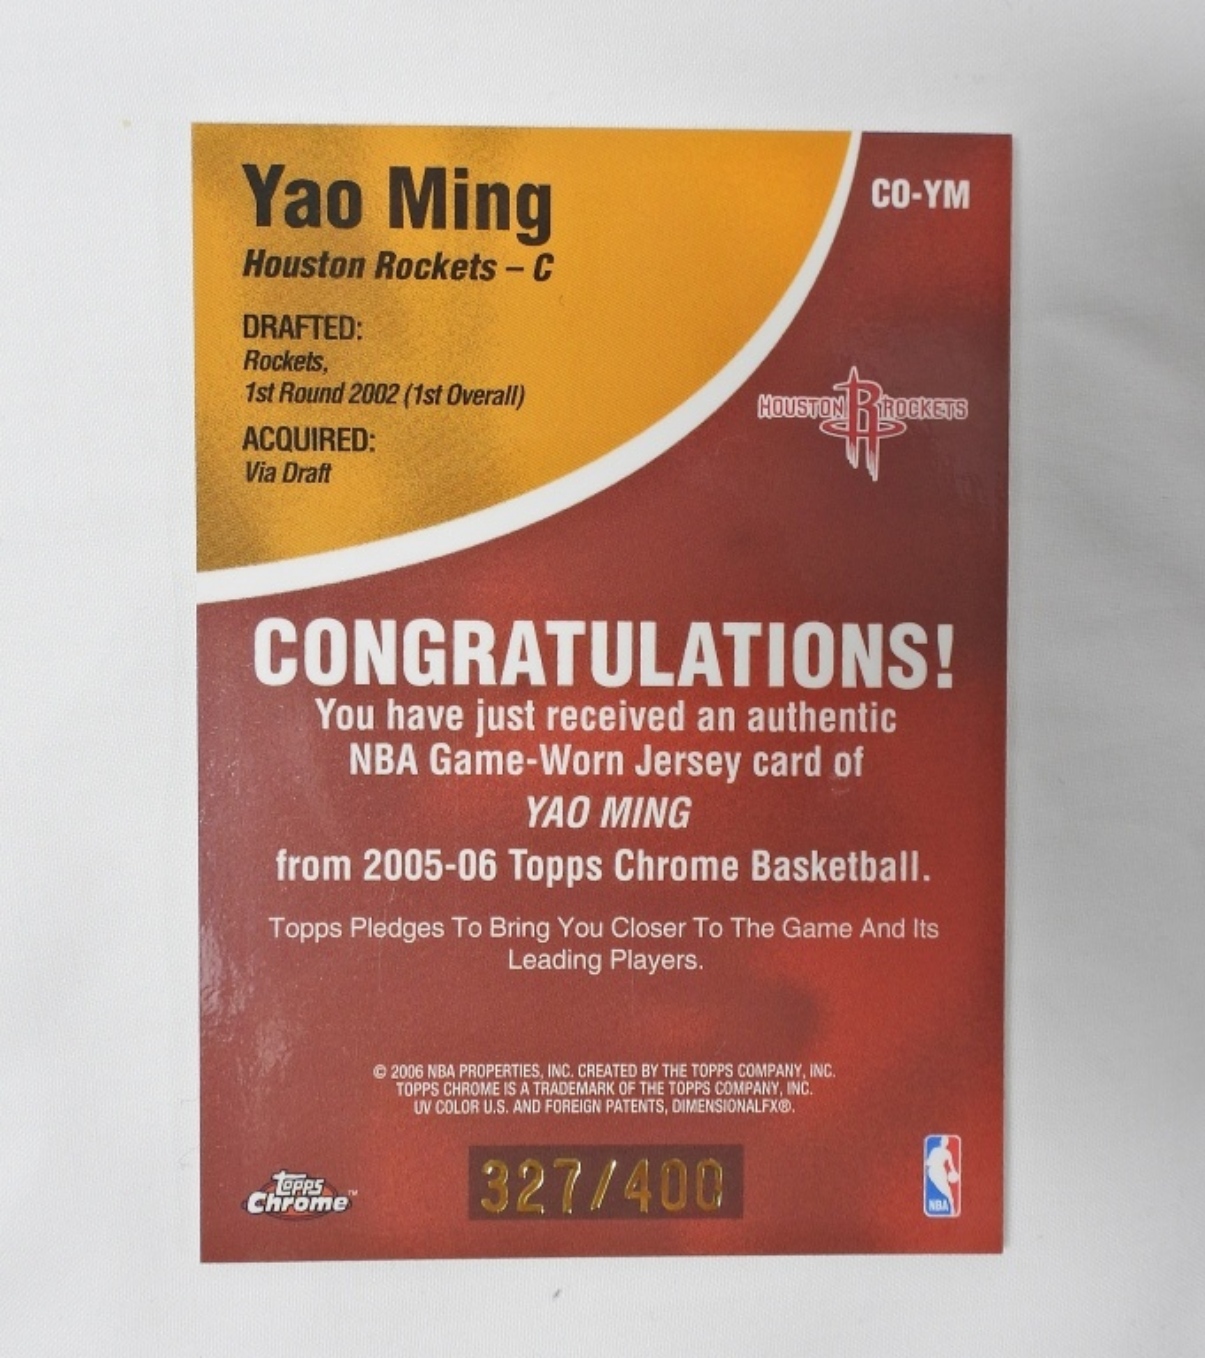 Yao Ming
CO-YM
Houston Rockets – C
DRAFTED:
Rockets,
1st Round 2002 (1st Overall)
HOUSTON R ROCKETS
ACQUIRED:
Via Draft
CONGRATULATIONS!
You have just received an authentic
NBA Game-Worn Jersey card of
YAO MING
from 2005-06 Topps Chrome Basketball.
Topps Pledges To Bring You Closer To The Game And Its
Leading Players.
© 2006 NBA PROPERTIES, INC. CREATED BY THE TOPPS COMPANY, INC.
TOPPS CHROME IS A TRADEMARK OF THE TOPPS COMPANY, INC.
UV COLOR U.S. AND FOREIGN PATENTS, DIMENSIONALFX®.
Topps
Chrome™
327/400
NBA